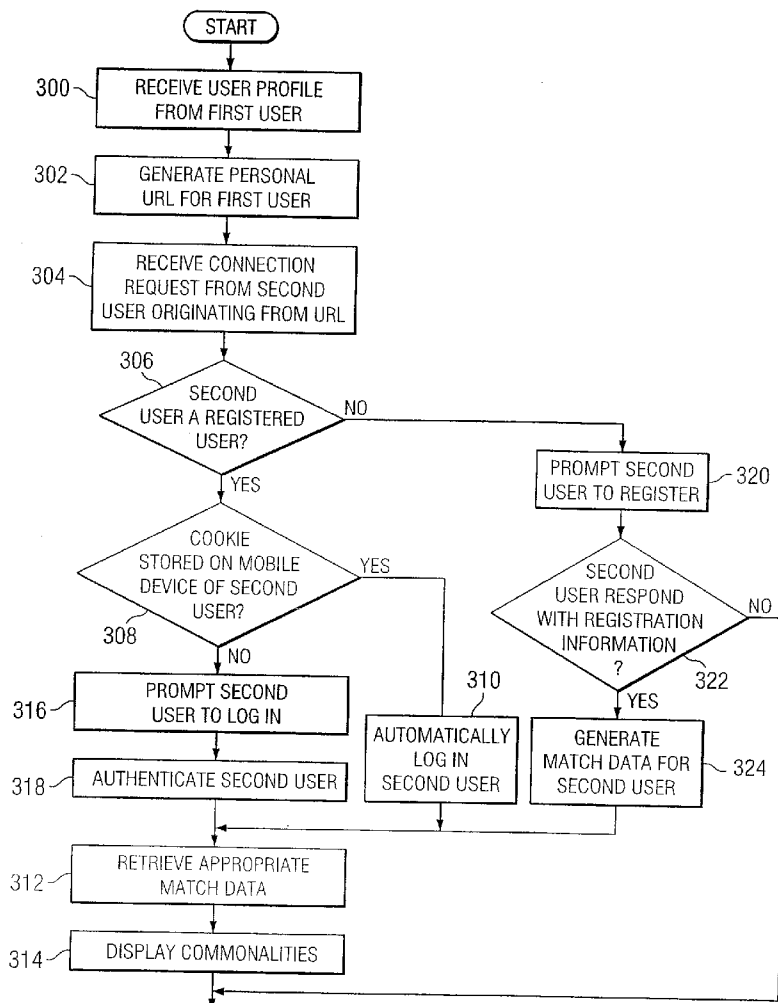 START
300
RECEIVE USER PROFILE
FROM FIRST USER
302
GENERATE PERSONAL
URL FOR FIRST USER
304
RECEIVE CONNECTION
REQUEST FROM SECOND
USER ORIGINATING FROM URL
306
SECOND
USER A REGISTERED
USER?
NO
YES
PROMPT SECOND
USER TO REGISTER
320
COOKIE
STORED ON MOBILE
DEVICE OF SECOND
USER?
308
YES
NO
SECOND
USER RESPOND
WITH REGISTRATION
INFORMATION
?
322
NO
YES
316
PROMPT SECOND
USER TO LOG IN
310
AUTOMATICALLY
LOG IN
SECOND USER
GENERATE
MATCH DATA FOR
SECOND USER
324
318
AUTHENTICATE SECOND USER
312
RETRIEVE APPROPRIATE
MATCH DATA
314
DISPLAY COMMONALITIES